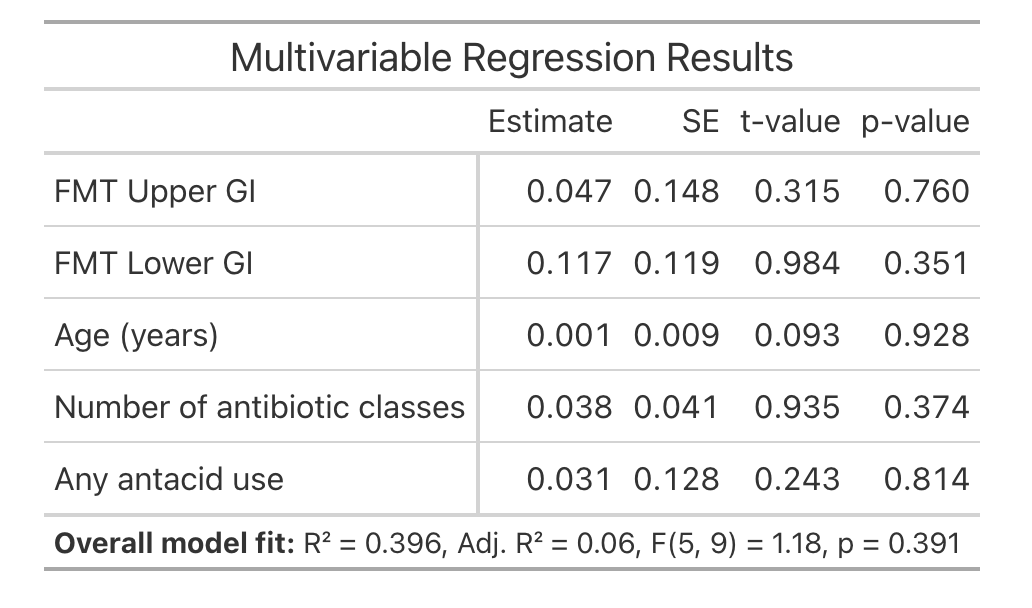 Multivariable Regression Results
Estimate SE t-value p-value
FMT Upper GI 0.047 0.148 0.315 0.760
FMT Lower GI 0.117 0.119 0.984 0.351
Age (years) 0.001 0.009 0.093 0.928
Number of antibiotic classes 0.038 0.041 0.935 0.374
Any antacid use 0.031 0.128 0.243 0.814
Overall model fit: R² = 0.396, Adj. R² = 0.06, F(5, 9) = 1.18, p = 0.391